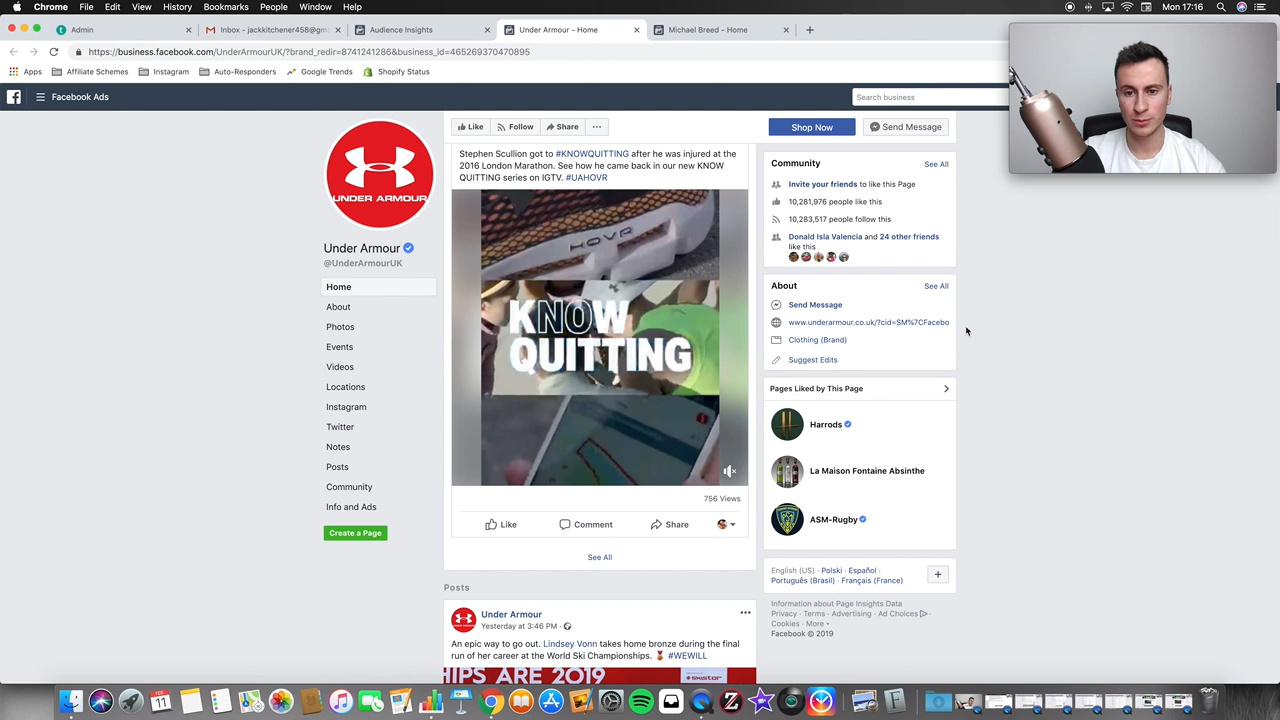 Chrome File Edit View History Bookmarks People Window Help
Mon 17:16
Admin
Inbox - jackkitchener458@gm
Audience Insights
Under Armour - Home
Michael Breed - Home
https://business.facebook.com/UnderArmourUK/?brand_redir=8741241286&business_id=465269370470895
Apps Affiliate Schemes Instagram Auto-Responders Google Trends Shopify Status
Facebook Ads
Search business
Like Follow Share
Shop Now
Send Message
UNDER ARMOUR
Under Armour
@UnderArmourUK
Home
About
Photos
Events
Videos
Locations
Instagram
Twitter
Notes
Posts
Community
Info and Ads
Create a Page
Stephen Scullion got to #KNOWQUITTING after he was injured at the
2016 London Marathon. See how he came back in our new KNOW
QUITTING series on IGTV. #UAHOVR
HOVR
KNOW
QUITTING
756 Views
Like Comment Share
See All
Posts
Under Armour
Yesterday at 3:46 PM ·
An epic way to go out. Lindsey Vonn takes home bronze during the final
run of her career at the World Ski Championships. 🥉 #WEWILL
HIPS ARE 2019
Community See All
Invite your friends to like this Page
10,281,976 people like this
10,283,517 people follow this
Donald Isla Valencia and 24 other friends
like this
About See All
Send Message
www.underarmour.co.uk/?cid=SM%7CFacebo
Clothing (Brand)
Suggest Edits
Pages Liked by This Page
Harrods
La Maison Fontaine Absinthe
ASM-Rugby
English (US) · Polski · Español ·
Português (Brasil) · Français (France)
Information about Page Insights Data
Privacy · Terms · Advertising · Ad Choices ·
Cookies · More
Facebook © 2019
FEB
11